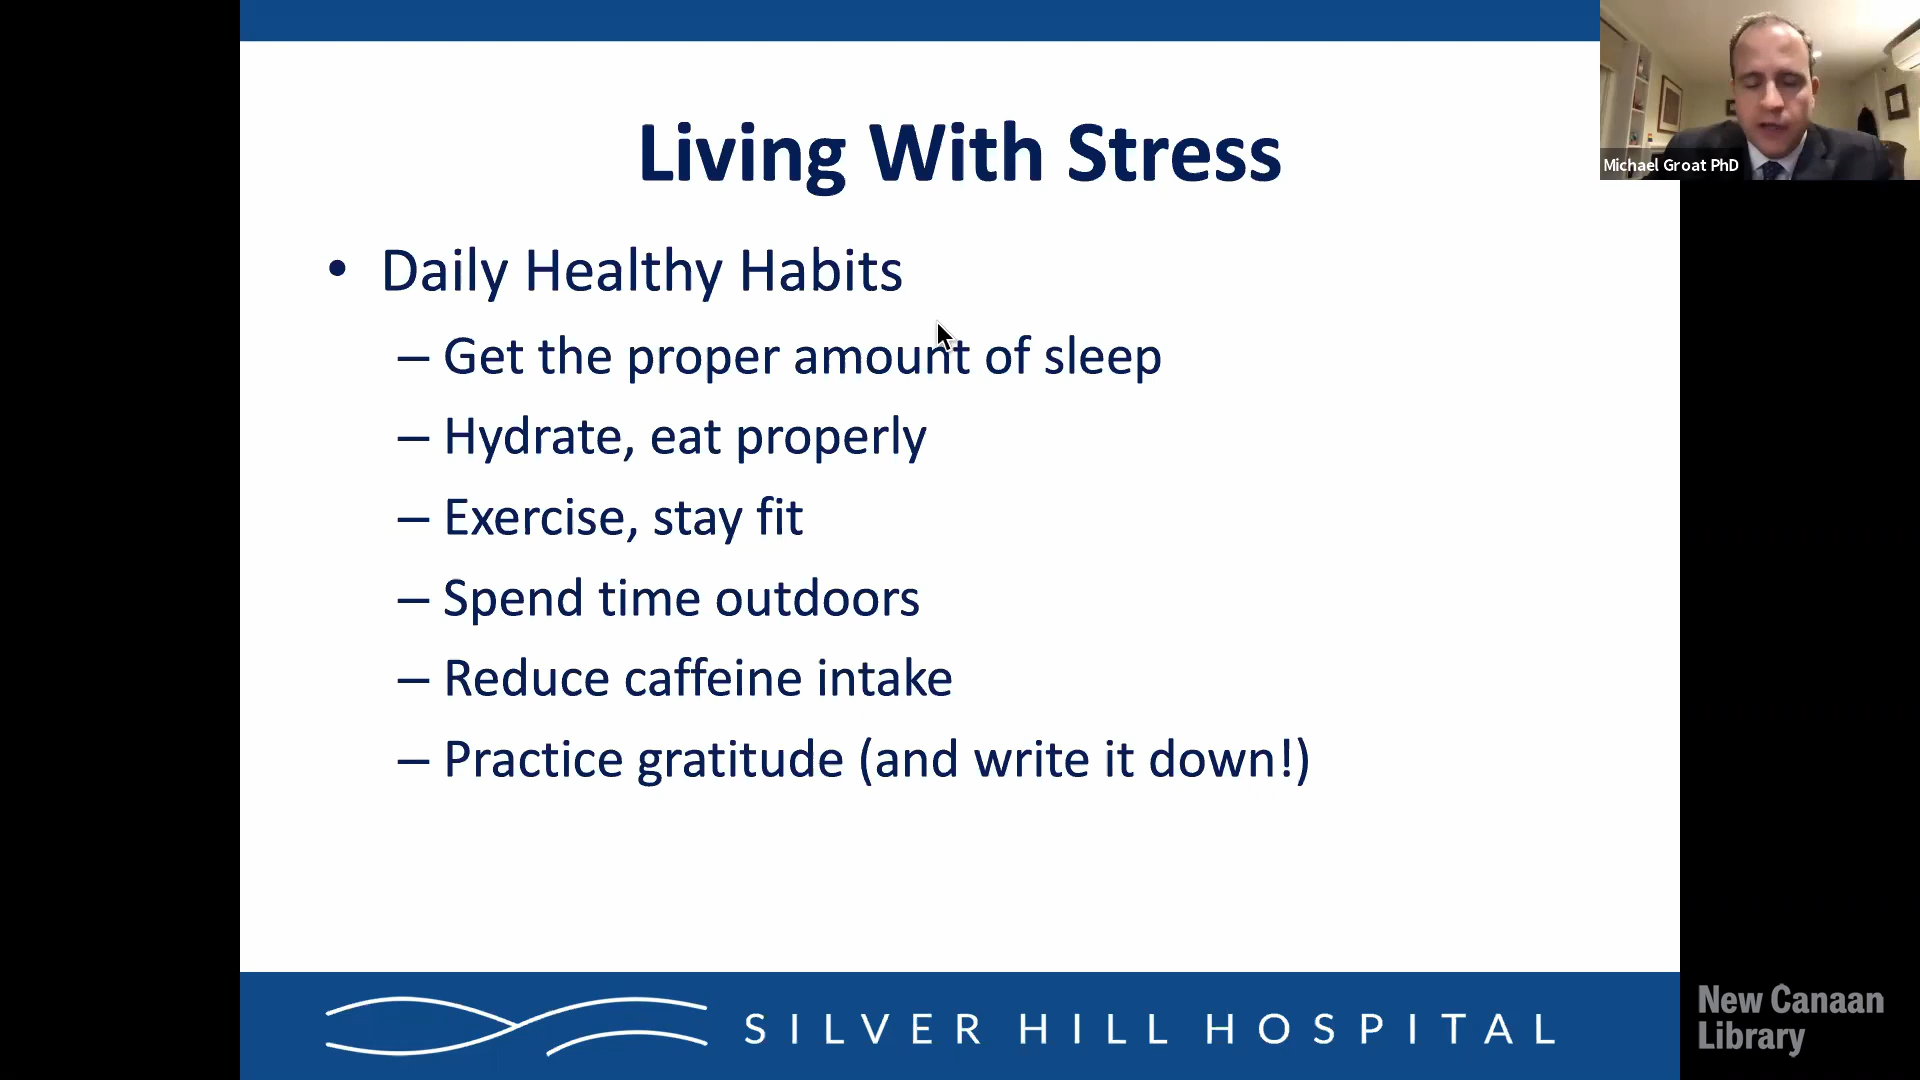 Living With Stress
• Daily Healthy Habits
– Get the proper amount of sleep
– Hydrate, eat properly
– Exercise, stay fit
– Spend time outdoors
– Reduce caffeine intake
– Practice gratitude (and write it down!)
SILVER HILL HOSPITAL
Michael Groat PhD
New Canaan
Library